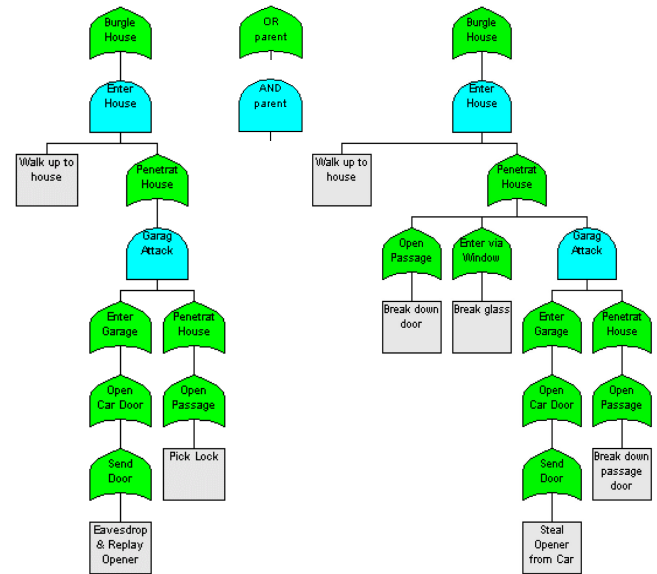 Burgle
House
OR
parent
Burgle
House
Enter
House
AND
parent
Enter
House
Walk up to
house
Penetrat
House
Walk up to
house
Penetrat
House
Garag
Attack
Open
Passage
Enter via
Window
Garag
Attack
Enter
Garage
Penetrat
House
Break down
door
Break glass
Enter
Garage
Penetrat
House
Open
Car Door
Open
Passage
Open
Car Door
Open
Passage
Send
Door
Pick Lock
Send
Door
Break down
passage
door
Eavesdrop
& Replay
Opener
Steal
Opener
from Car